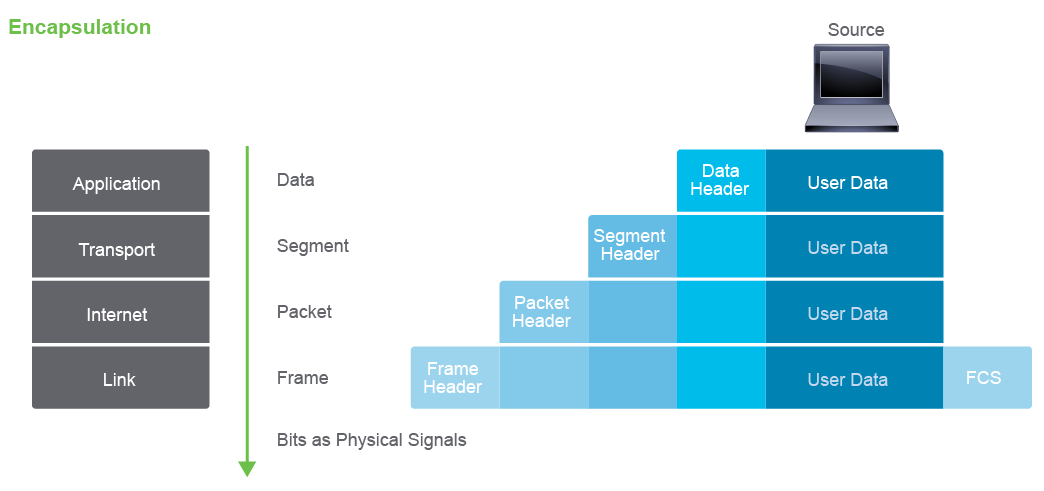 Encapsulation
Source
Application
Data
Data
Header
User Data
Transport
Segment
Segment
Header
User Data
Internet
Packet
Packet
Header
User Data
Link
Frame
Frame
Header
User Data
FCS
Bits as Physical Signals